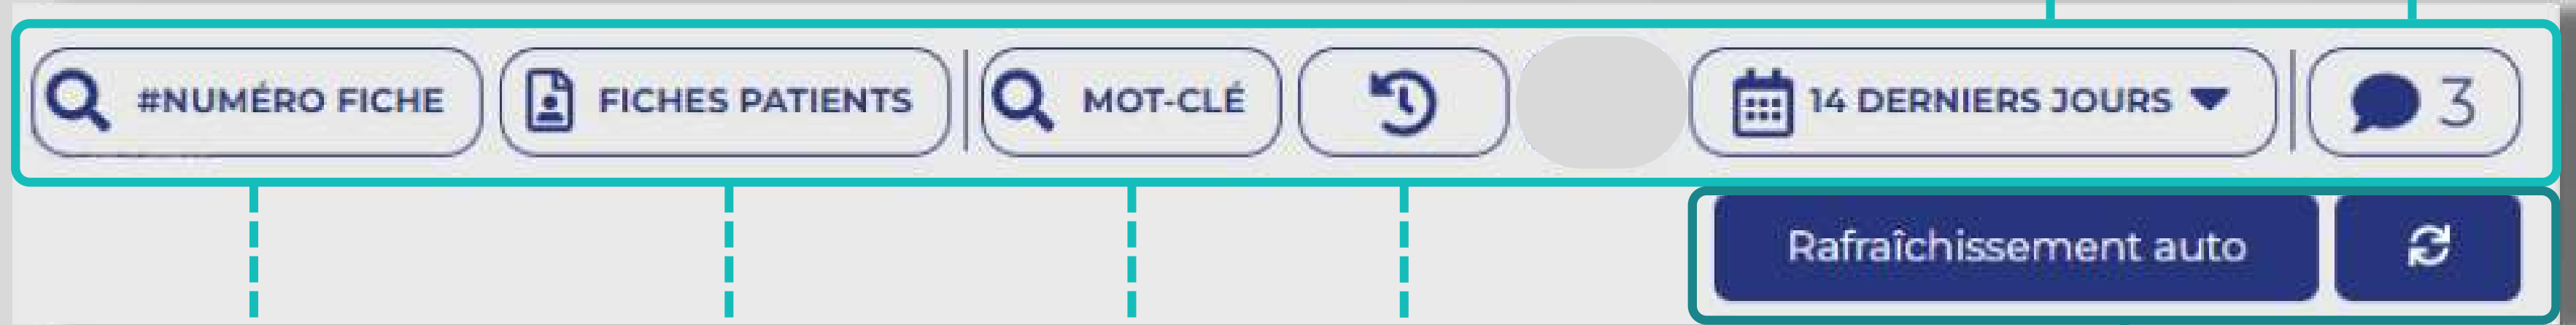 #NUMÉRO FICHE FICHES PATIENTS MOT-CLÉ 14 DERNIERS JOURS 3
Rafraîchissement auto